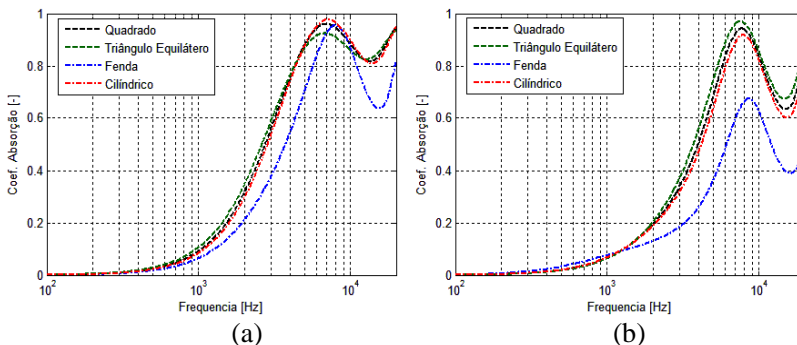 Coef. Absorção [-]
1
0.8
0.6
0.4
0.2
0
Quadrado
Triângulo Equilátero
Fenda
Cilíndrico
10^2
10^3
10^4
Frequencia [Hz]
(a)
Coef. Absorção [-]
1
0.8
0.6
0.4
0.2
0
Quadrado
Triângulo Equilátero
Fenda
Cilíndrico
10^2
10^3
10^4
Frequencia [Hz]
(b)